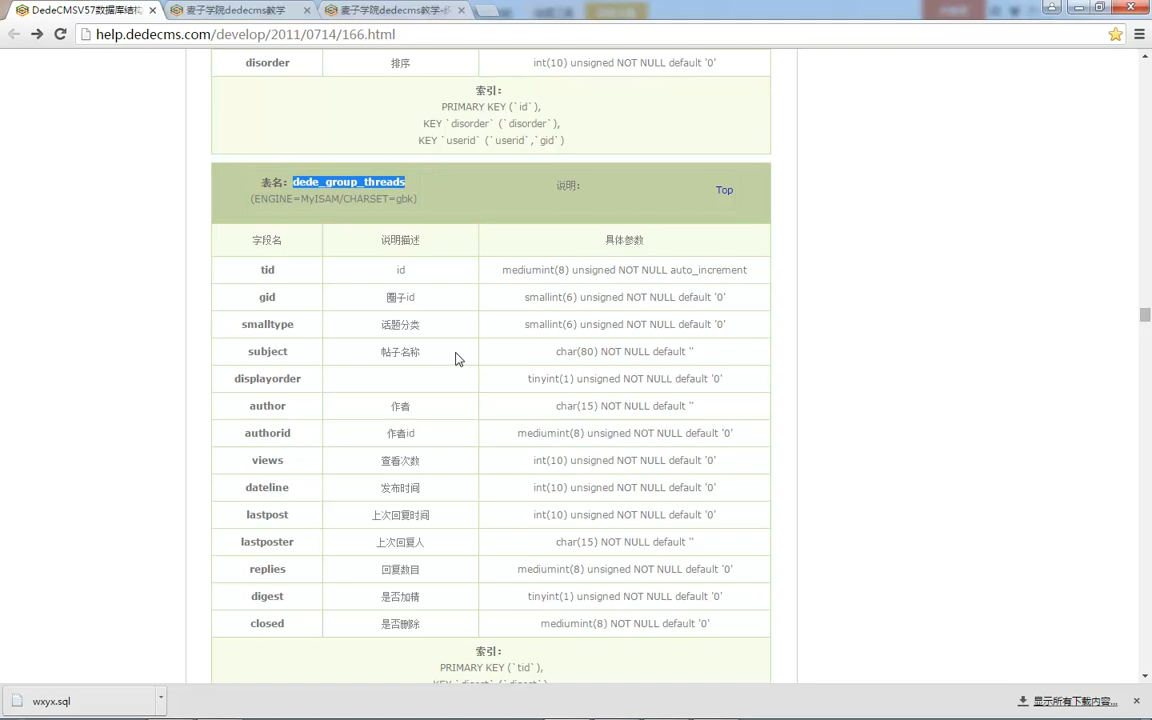 DedeCMSV57数据库结构
麦子学院dedecms教学
麦子学院dedecms教学-
help.dedecms.com/develop/2011/0714/166.html
disorder 排序 int(10) unsigned NOT NULL default '0'
索引:
PRIMARY KEY (`id`),
KEY `disorder` (`disorder`),
KEY `userid` (`userid`,`gid`)
表名: dede_group_threads 说明: Top
(ENGINE=MyISAM/CHARSET=gbk)
字段名 说明描述 具体参数
tid id mediumint(8) unsigned NOT NULL auto_increment
gid 圈子id smallint(6) unsigned NOT NULL default '0'
smalltype 话题分类 smallint(6) unsigned NOT NULL default '0'
subject 帖子名称 char(80) NOT NULL default ''
displayorder tinyint(1) unsigned NOT NULL default '0'
author 作者 char(15) NOT NULL default ''
authorid 作者id mediumint(8) unsigned NOT NULL default '0'
views 查看次数 int(10) unsigned NOT NULL default '0'
dateline 发布时间 int(10) unsigned NOT NULL default '0'
lastpost 上次回复时间 int(10) unsigned NOT NULL default '0'
lastposter 上次回复人 char(15) NOT NULL default ''
replies 回复数目 mediumint(8) unsigned NOT NULL default '0'
digest 是否加精 tinyint(1) unsigned NOT NULL default '0'
closed 是否删除 mediumint(8) NOT NULL default '0'
索引:
PRIMARY KEY (`tid`),
KEY `digest` (`digest`),
wxyx.sql
显示所有下载内容...